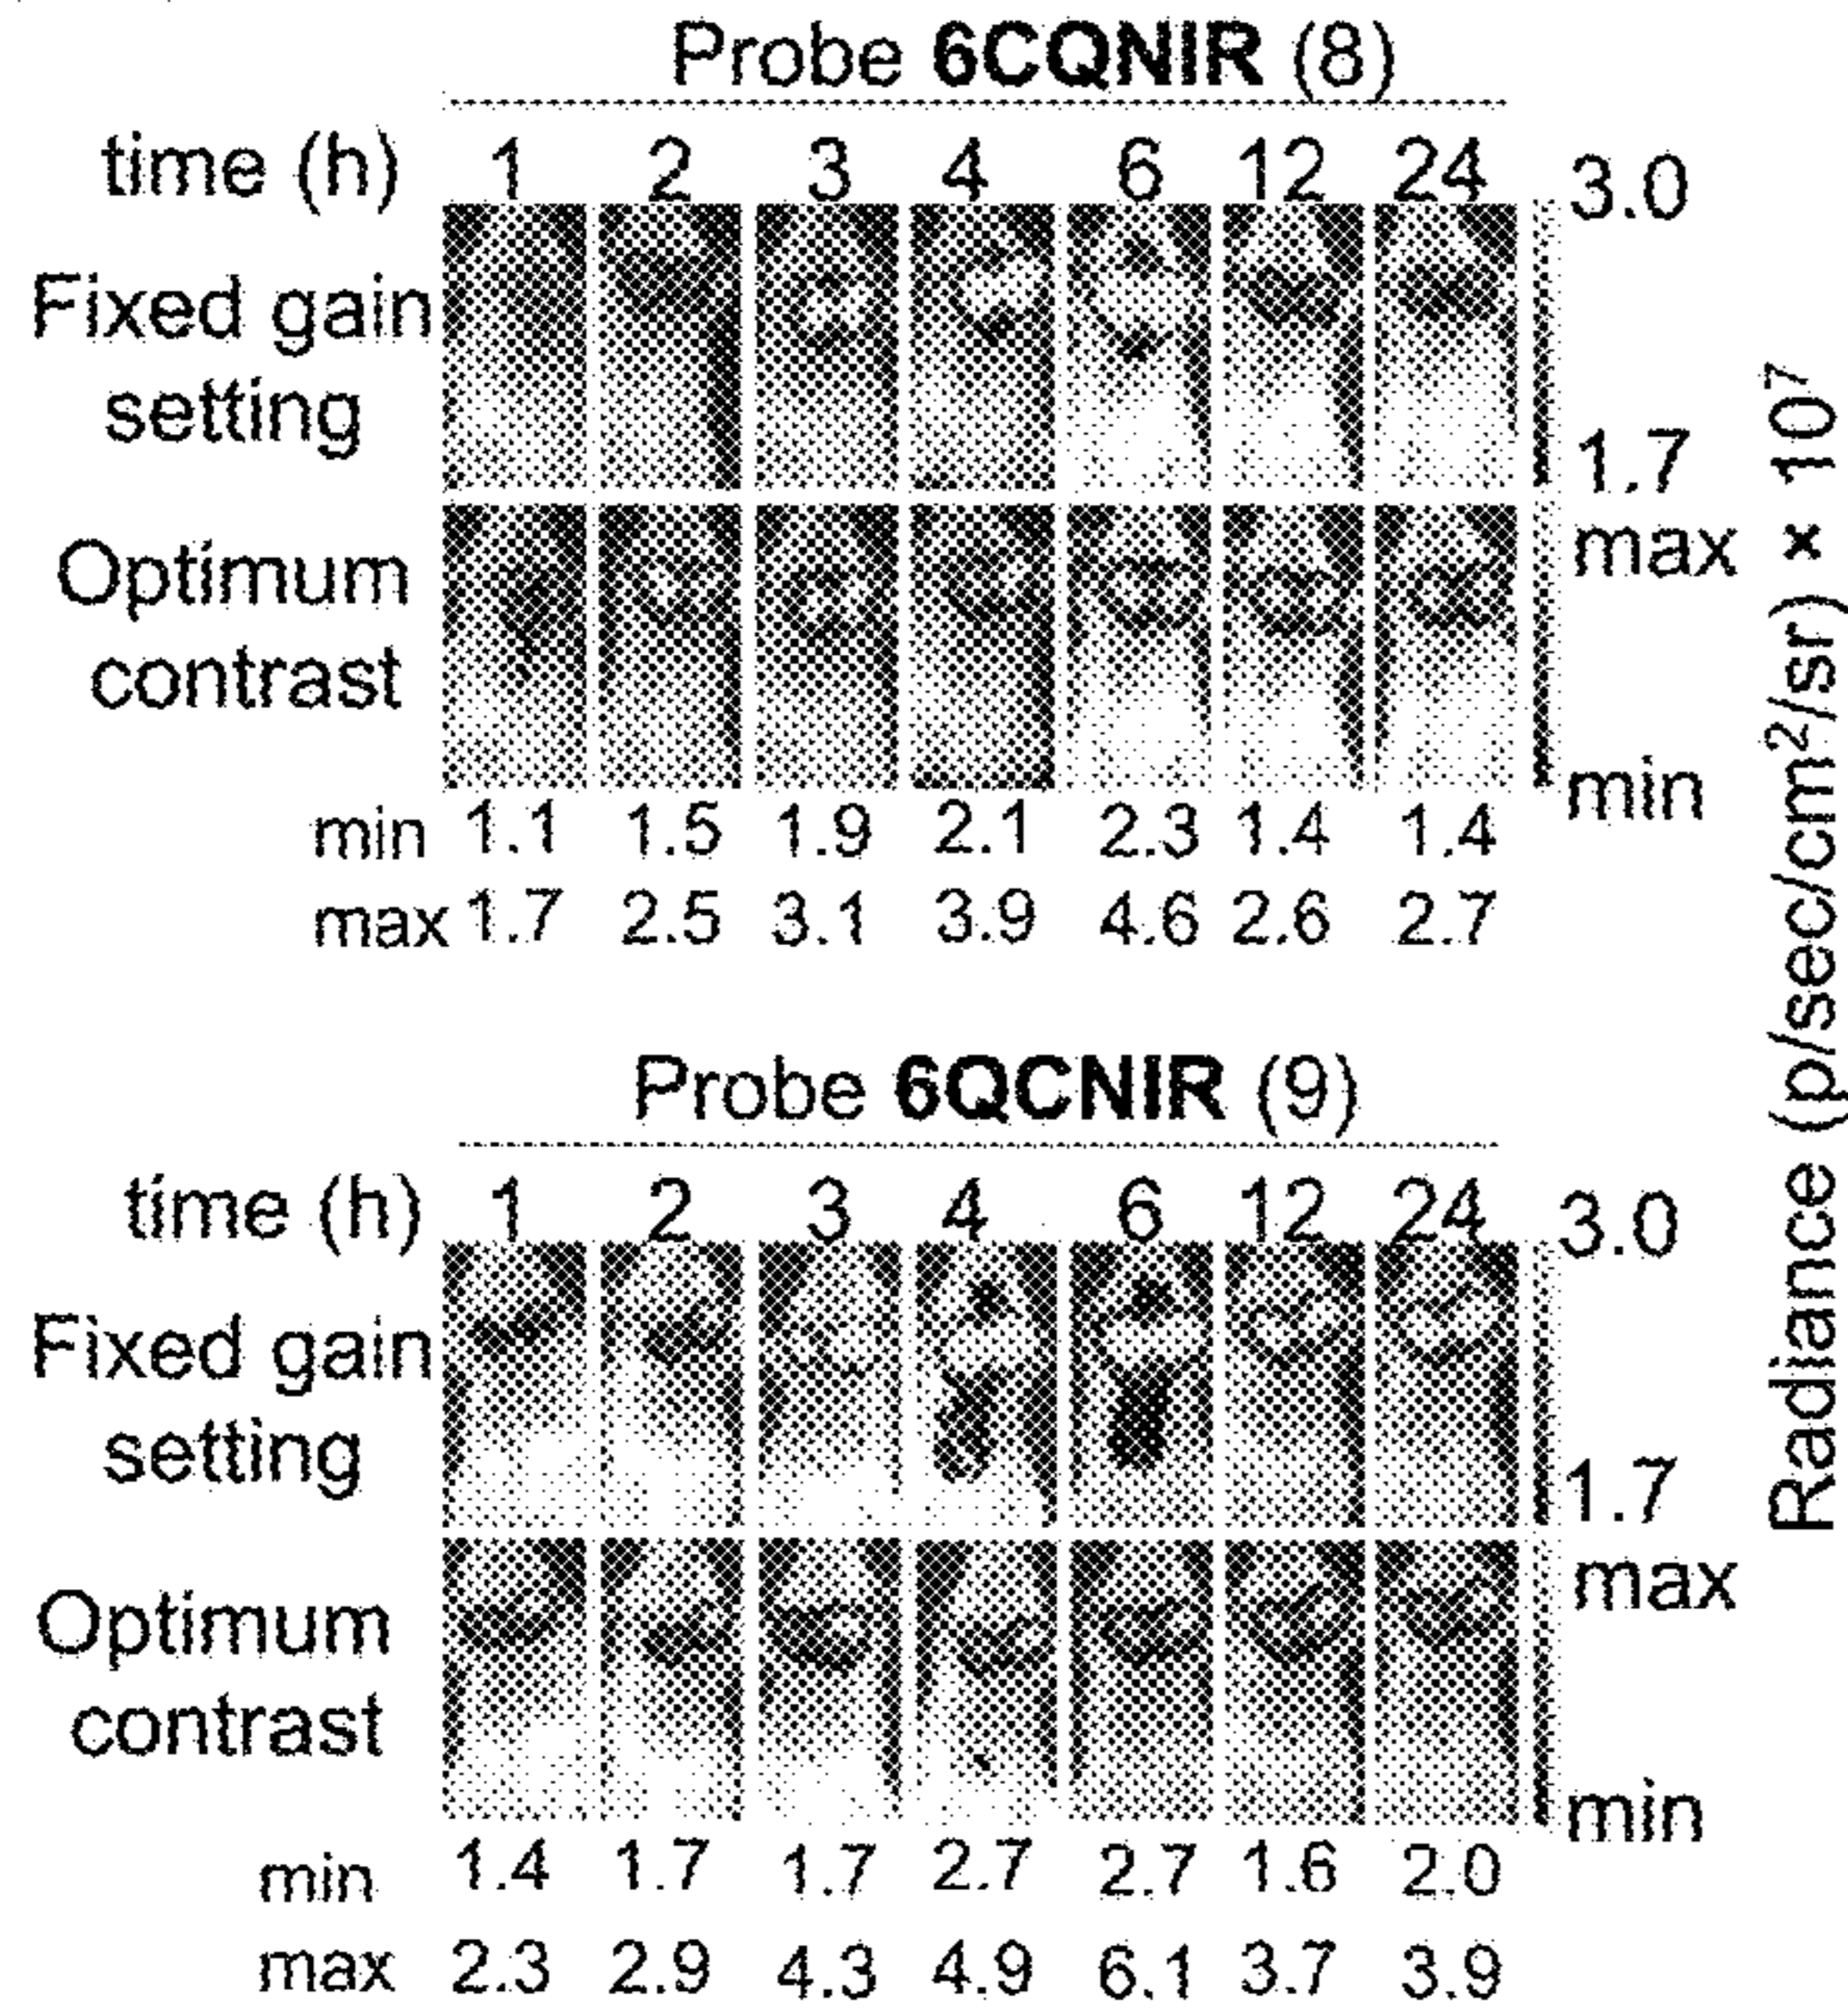 Probe 6CQNIR (8)
time (h) 1 2 3 4 6 12 24
3.0
Fixed gain
setting
1.7
Optimum
contrast
max
min
min 1.1 1.5 1.9 2.1 2.3 1.4 1.4
max 1.7 2.5 3.1 3.9 4.6 2.6 2.7
Probe 6QCNIR (9)
time (h) 1 2 3 4 6 12 24
3.0
Fixed gain
setting
1.7
Optimum
contrast
max
min
min 1.4 1.7 1.7 2.7 2.7 1.6 2.0
max 2.3 2.9 4.3 4.9 6.1 3.7 3.9
Radiance (p/sec/cm²/sr) × 10⁷